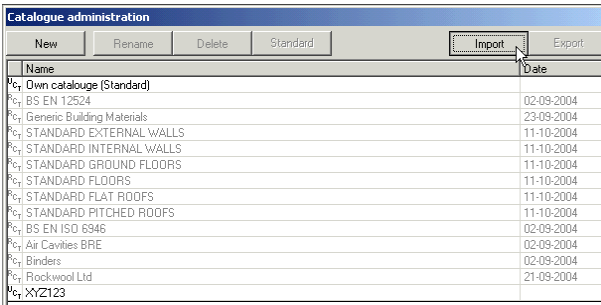 Catalogue administration
New Rename Delete Standard Import Export
Name Date
UCT Own catalouge (Standard)
RCT BS EN 12524 02-09-2004
RCT Generic Building Materials 23-09-2004
RCT STANDARD EXTERNAL WALLS 11-10-2004
RCT STANDARD INTERNAL WALLS 11-10-2004
RCT STANDARD GROUND FLOORS 11-10-2004
RCT STANDARD FLOORS 11-10-2004
RCT STANDARD FLAT ROOFS 11-10-2004
RCT STANDARD PITCHED ROOFS 11-10-2004
RCT BS EN ISO 6946 02-09-2004
RCT Air Cavities BRE 02-09-2004
RCT Binders 02-09-2004
RCT Rockwool Ltd 21-09-2004
UCT XYZ123